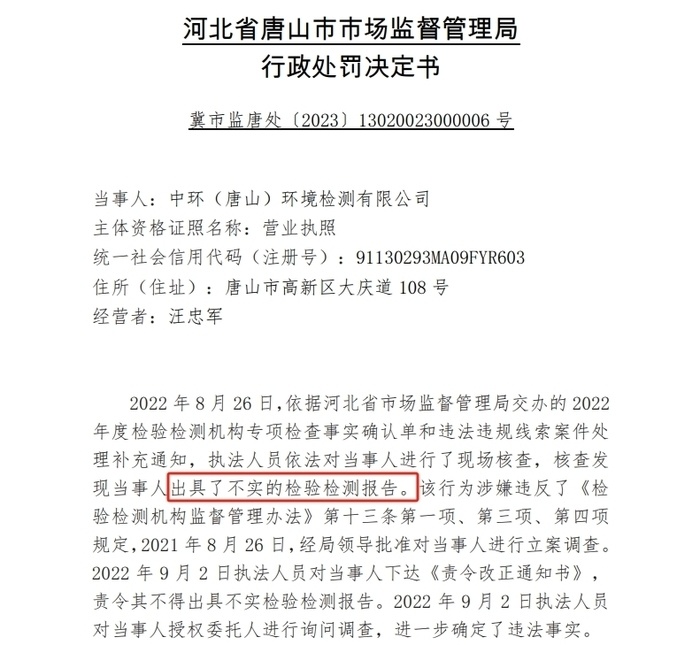 河北省唐山市市场监督管理局
行政处罚决定书
冀市监唐处〔2023〕13020023000006 号
当事人：中环（唐山）环境检测有限公司
主体资格证照名称：营业执照
统一社会信用代码（注册号）：91130293MA09FYR603
住所（住址）：唐山市高新区大庆道 108 号
经营者：汪忠军
2022 年 8 月 26 日，依据河北省市场监督管理局交办的 2022
年度检验检测机构专项检查事实确认单和违法违规线索案件处
理补充通知，执法人员依法对当事人进行了现场核查，核查发
现当事人出具了不实的检验检测报告。该行为涉嫌违反了《检
验检测机构监督管理办法》第十三条第一项、第三项、第四项
规定，2021 年 8 月 26 日，经局领导批准对当事人进行立案调查。
2022 年 9 月 2 日执法人员对当事人下达《责令改正通知书》，
责令其不得出具不实检验检测报告。2022 年 9 月 2 日执法人员
对当事人授权委托人进行询问调查，进一步确定了违法事实。